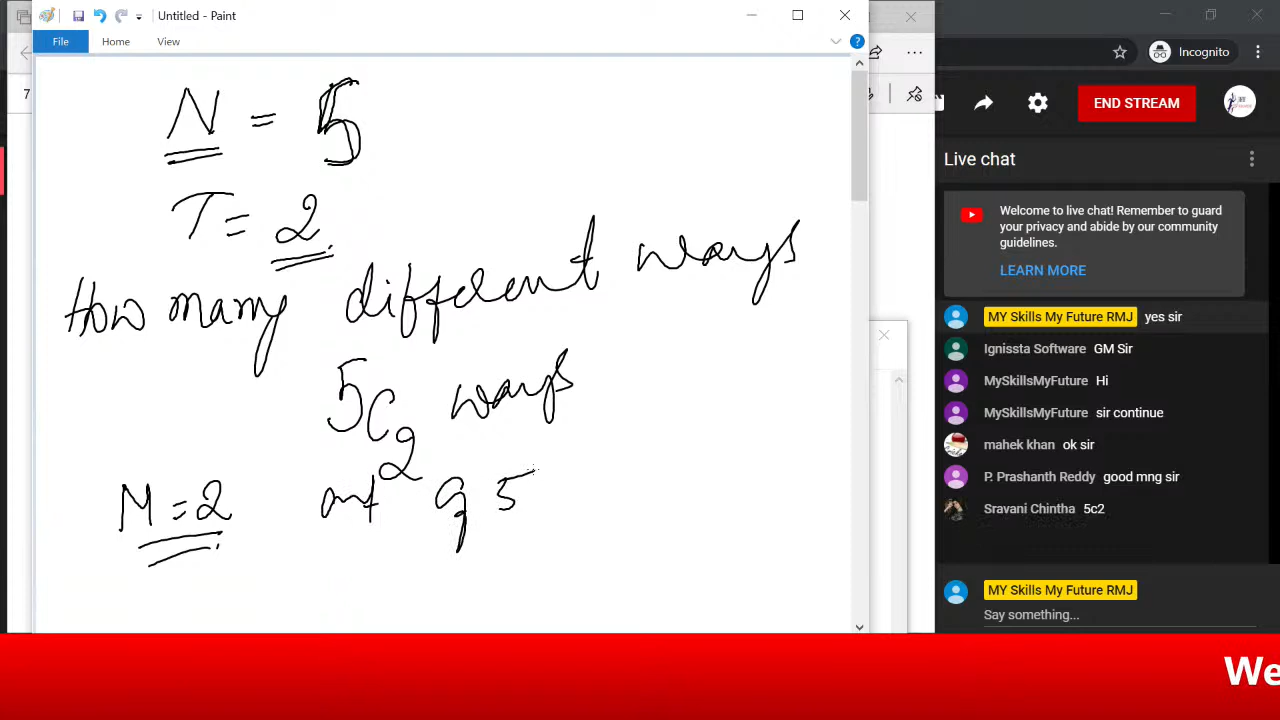 Untitled - Paint
File Home View
N = 5
T = 2
How many different ways
5C2 ways
M = 2 out of 5
7
Incognito
END STREAM
Live chat
Welcome to live chat! Remember to guard
your privacy and abide by our community
guidelines.
LEARN MORE
MY Skills My Future RMJ yes sir
Ignissta Software GM Sir
MySkillsMyFuture Hi
MySkillsMyFuture sir continue
mahek khan ok sir
P. Prashanth Reddy good mng sir
Sravani Chintha 5c2
MY Skills My Future RMJ
Say something...
We